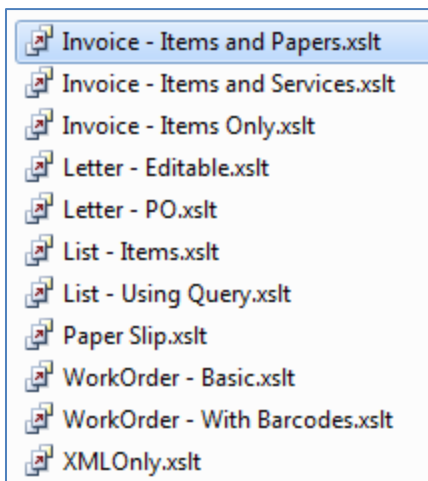 Invoice - Items and Papers.xslt
Invoice - Items and Services.xslt
Invoice - Items Only.xslt
Letter - Editable.xslt
Letter - PO.xslt
List - Items.xslt
List - Using Query.xslt
Paper Slip.xslt
WorkOrder - Basic.xslt
WorkOrder - With Barcodes.xslt
XMLOnly.xslt